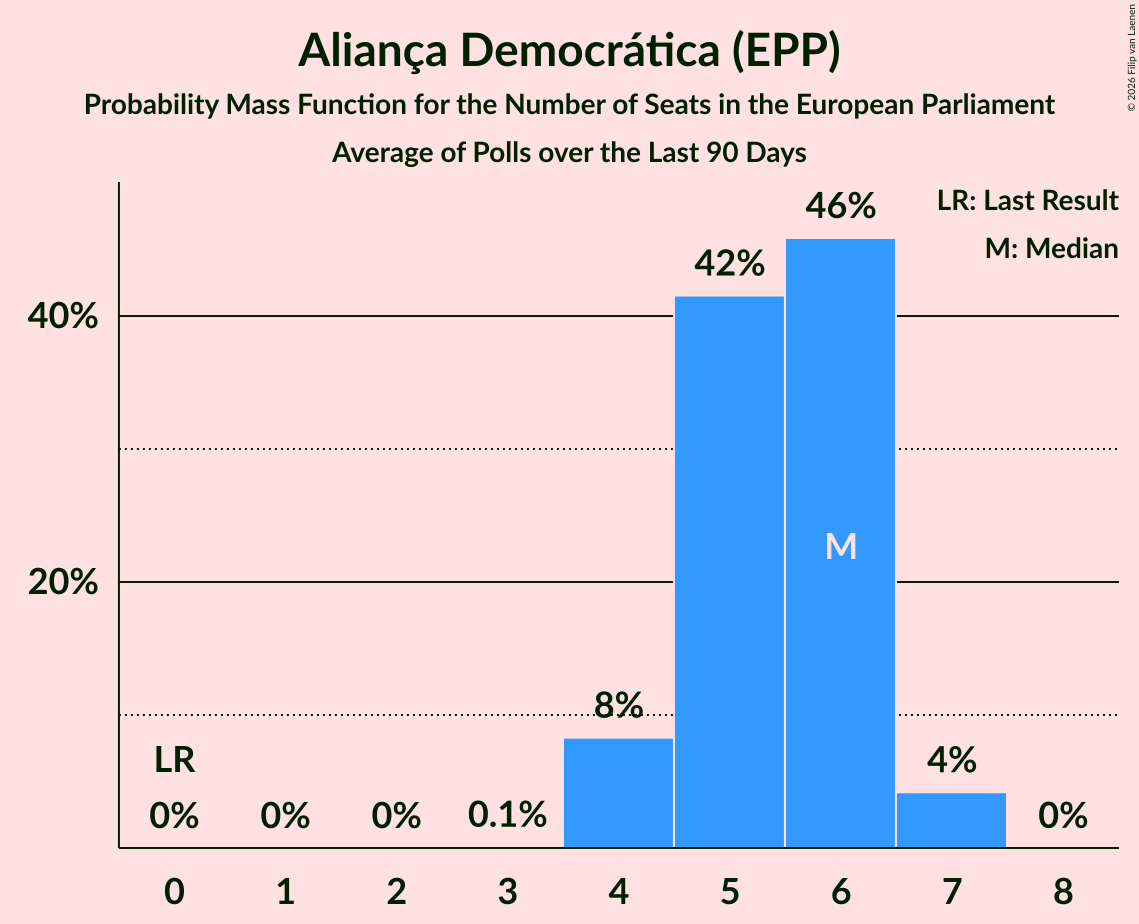 Aliança Democrática (EPP)
Probability Mass Function for the Number of Seats in the European Parliament
Average of Polls over the Last 90 Days
© 2026 Filip van Laenen
LR: Last Result
M: Median
46%
42%
40%
M
20%
8%
LR
4%
0%
0%
0%
0.1%
0%
0
1
2
3
4
5
6
7
8